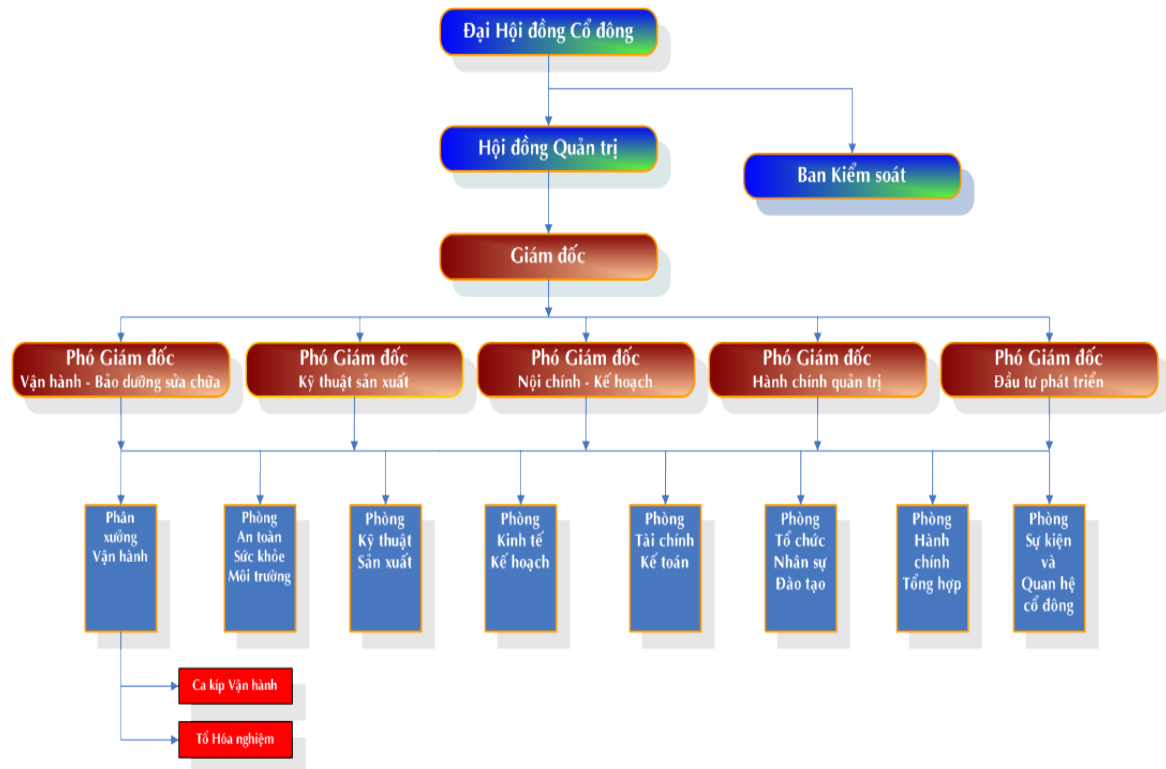 Đại Hội đồng Cổ đông
Hội đồng Quản trị
Ban Kiểm soát
Giám đốc
Phó Giám đốc
Vận hành - Bảo dưỡng sửa chữa
Phó Giám đốc
Kỹ thuật sản xuất
Phó Giám đốc
Nội chính - Kế hoạch
Phó Giám đốc
Hành chính quản trị
Phó Giám đốc
Đầu tư phát triển
Phân
xưởng
Vận hành
Phòng
An toàn
Sức khỏe
Môi trường
Phòng
Kỹ thuật
Sản xuất
Phòng
Kinh tế
Kế hoạch
Phòng
Tài chính
Kế toán
Phòng
Tổ chức
Nhân sự
Đào tạo
Phòng
Hành
chính
Tổng hợp
Phòng
Sự kiện
và
Quan hệ
cổ đông
Ca kíp Vận hành
Tổ Hóa nghiệm